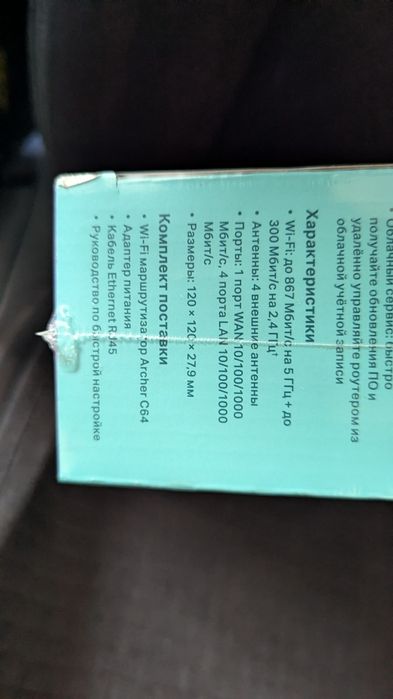 Облачный сервис: быстро
получайте обновления ПО и
удалённо управляйте роутером из
облачной учётной записи
Характеристики
• Wi-Fi: до 867 Мбит/с на 5 ГГц + до
300 Мбит/с на 2,4 ГГц†
• Антенны: 4 внешние антенны
• Порты: 1 порт WAN 10/100/1000
Мбит/с, 4 порта LAN 10/100/1000
Мбит/с
• Размеры: 120 × 120 × 27,9 мм
Комплект поставки
• Wi-Fi маршрутизатор Archer C64
• Адаптер питания
• Кабель Ethernet RJ45
• Руководство по быстрой настройке